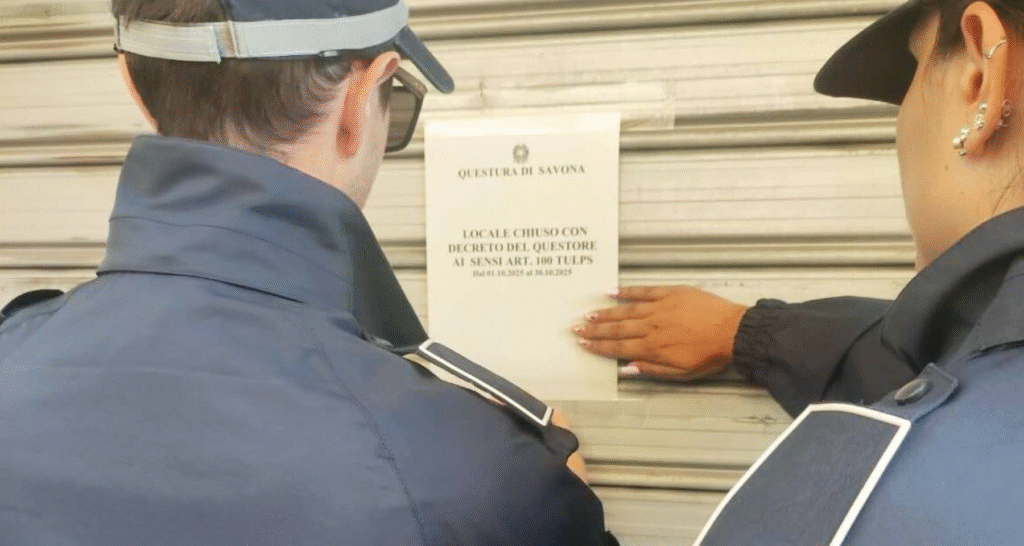 QUESTURA DI SAVONA
LOCALE CHIUSO CON
DECRETO DEL QUESTORE
AI SENSI ART. 100 TULPS
Dal 01.10.2025 al 30.10.2025